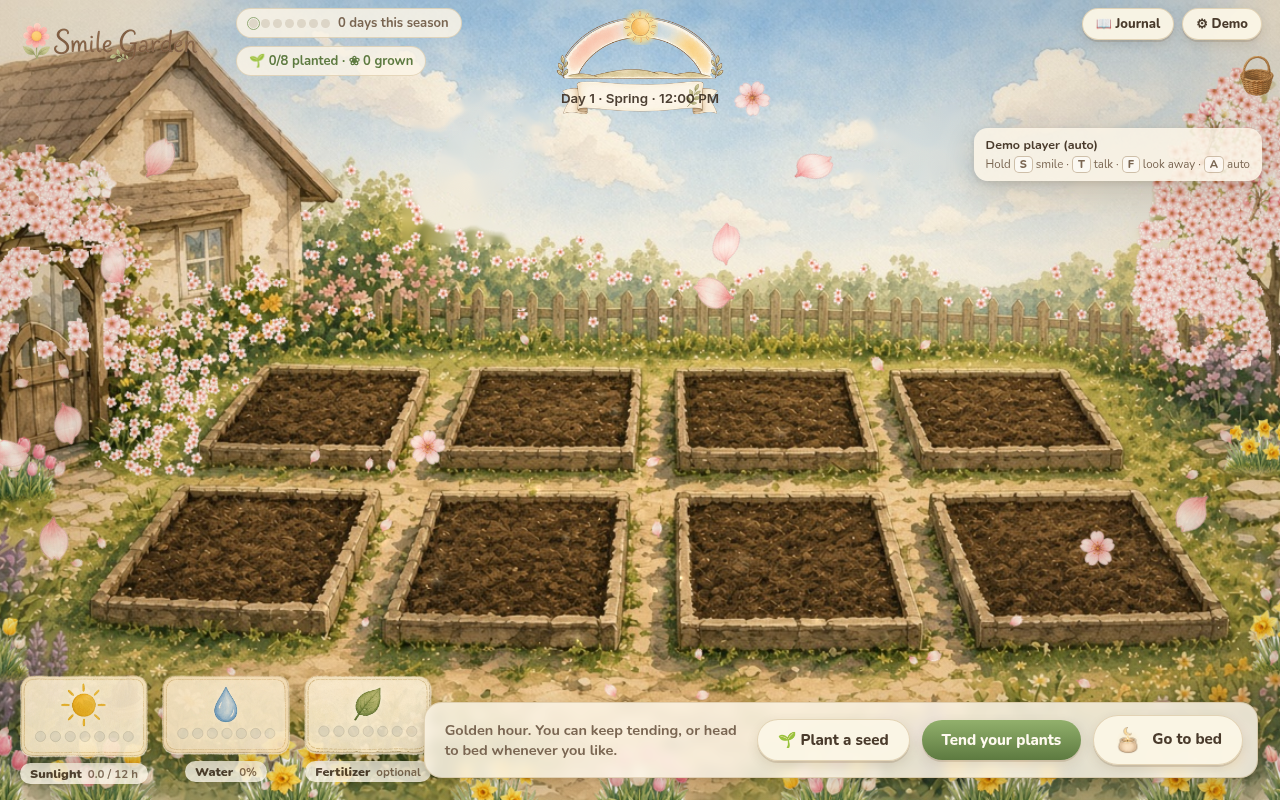 Smile Garden
0 days this season
0/8 planted · 0 grown
Day 1 · Spring · 12:00 PM
Journal
Demo
Demo player (auto)
Hold S smile · T talk · F look away · A auto
Sunlight 0.0 / 12 h
Water 0%
Fertilizer optional
Golden hour. You can keep tending, or head
to bed whenever you like.
Plant a seed
Tend your plants
Go to bed